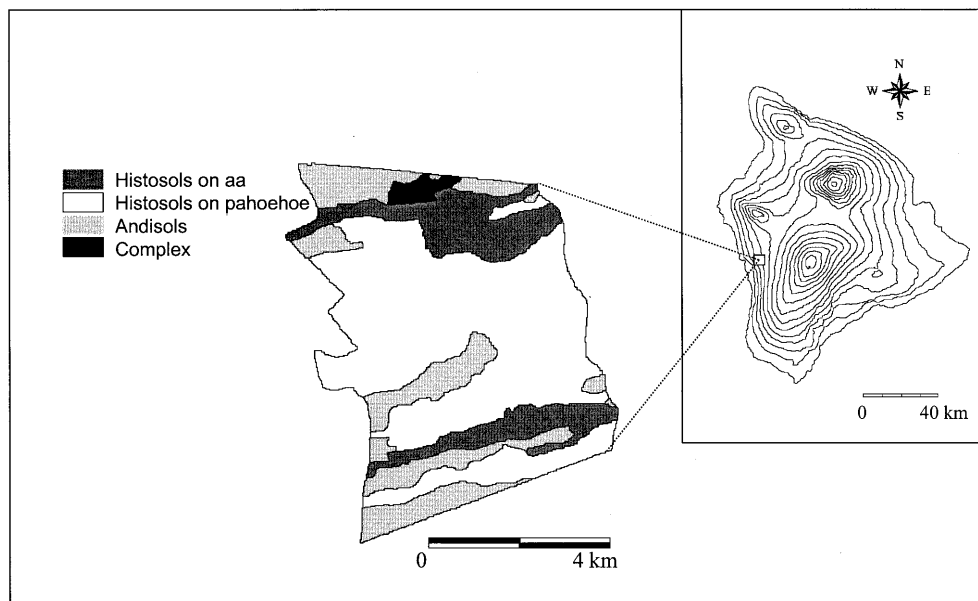 Histosols on aa
Histosols on pahoehoe
Andisols
Complex
0 4 km
N
W E
S
0 40 km